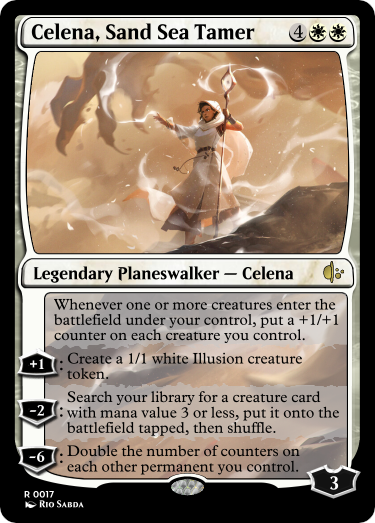 Celena, Sand Sea Tamer 4
Legendary Planeswalker — Celena
Whenever one or more creatures enter the
battlefield under your control, put a +1/+1
counter on each creature you control.
+1: Create a 1/1 white Illusion creature
token.
-2: Search your library for a creature card
with mana value 3 or less, put it onto the
battlefield tapped, then shuffle.
-6: Double the number of counters on
each other permanent you control.
3
R 0017
Rio Sabda